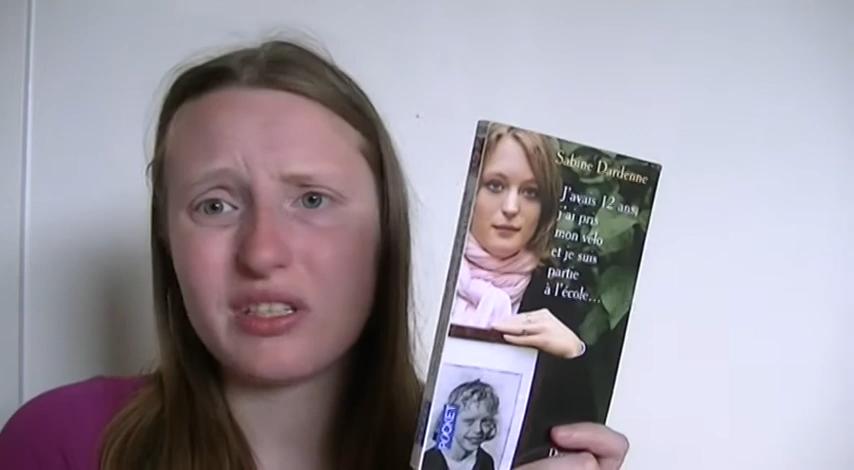 Sabine Dardenne
J'avais 12 ans,
j'ai pris
mon vélo
et je suis
partie
à l'école...
POCKET